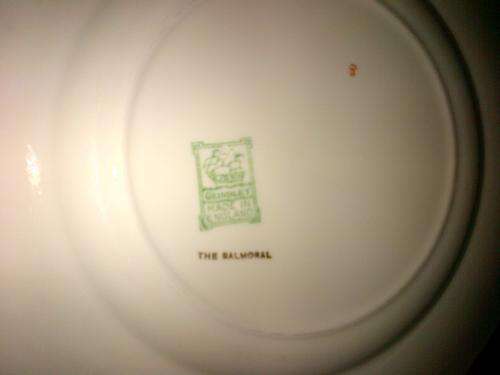 GRINDLEY
MADE IN
ENGLAND
THE BALMORAL